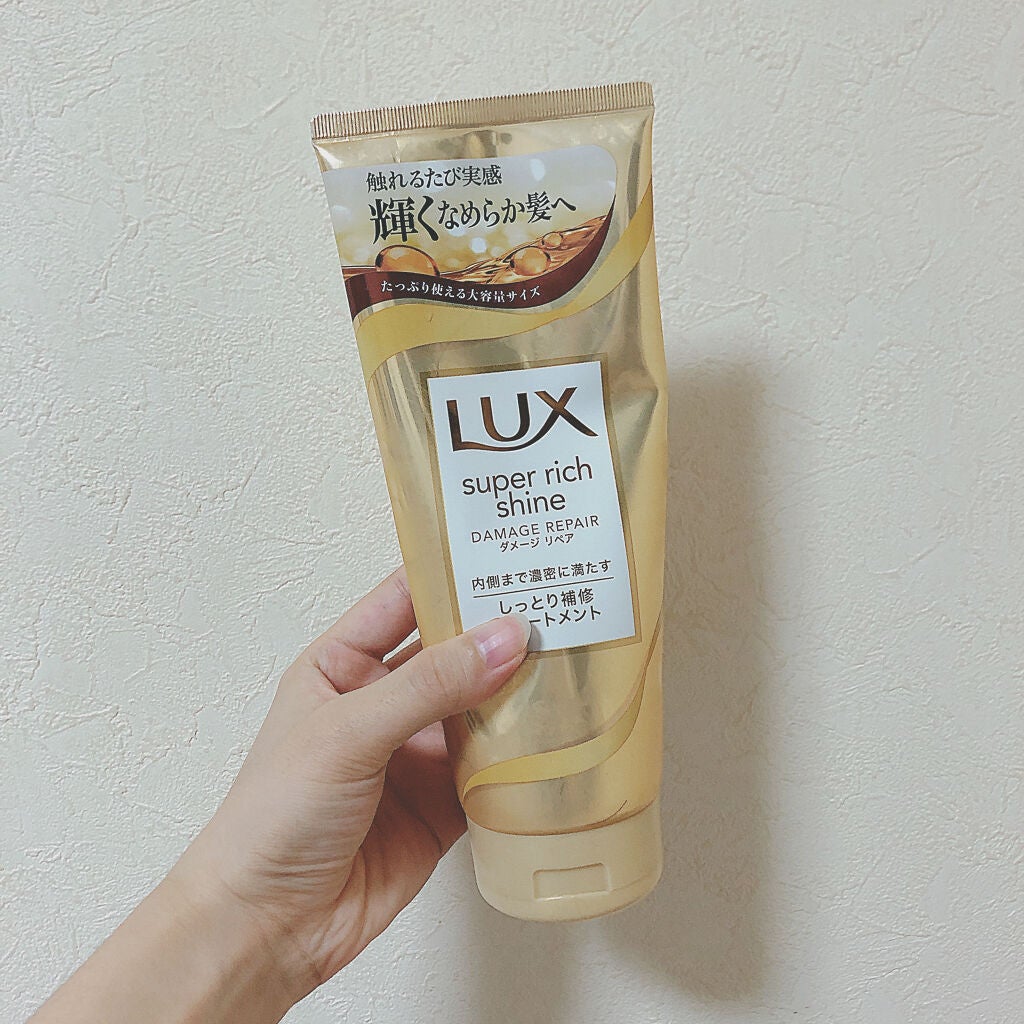 触れるたび実感
輝くなめらか髪へ
たっぷり使える大容量サイズ
LUX
super rich
shine
DAMAGE REPAIR
ダメージ リペア
内側まで濃密に満たす
しっとり補修
ートメント